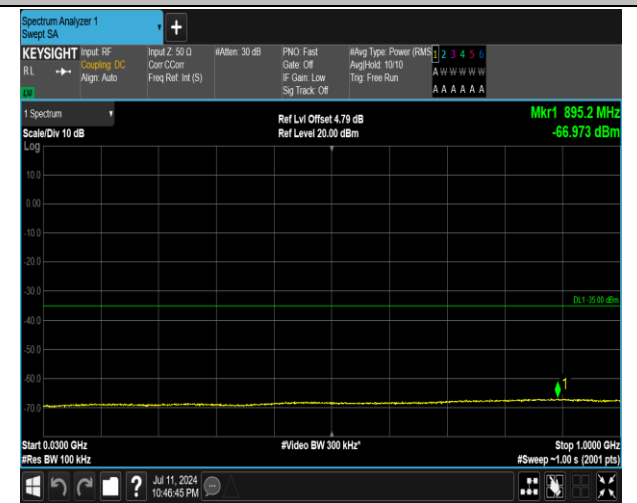 Spectrum Analyzer 1
Swept SA
+
KEYSIGHT Input: RF Input Z: 50 Ω #Atten: 30 dB PNO: Fast #Avg Type: Power (RMS 1 2 3 4 5 6
RL Coupling: DC Corr CCorr Gate: Off Avg|Hold: 10/10 A W W W W W
Align: Auto Freq Ref: Int (S) IF Gain: Low Trig: Free Run
Sig Track: Off A A A A A A
1 Spectrum
Ref Lvl Offset 4.79 dB Mkr1 895.2 MHz
Scale/Div 10 dB Ref Level 20.00 dBm -66.973 dBm
Log
10.0
0.00
-10.0
-20.0
-30.0
DL1 -35.00 dBm
-40.0
-50.0
-60.0
1
-70.0
Start 0.0300 GHz #Video BW 300 kHz* Stop 1.0000 GHz
#Res BW 100 kHz #Sweep ~1.00 s (2001 pts)
? Jul 11, 2024
10:46:45 PM